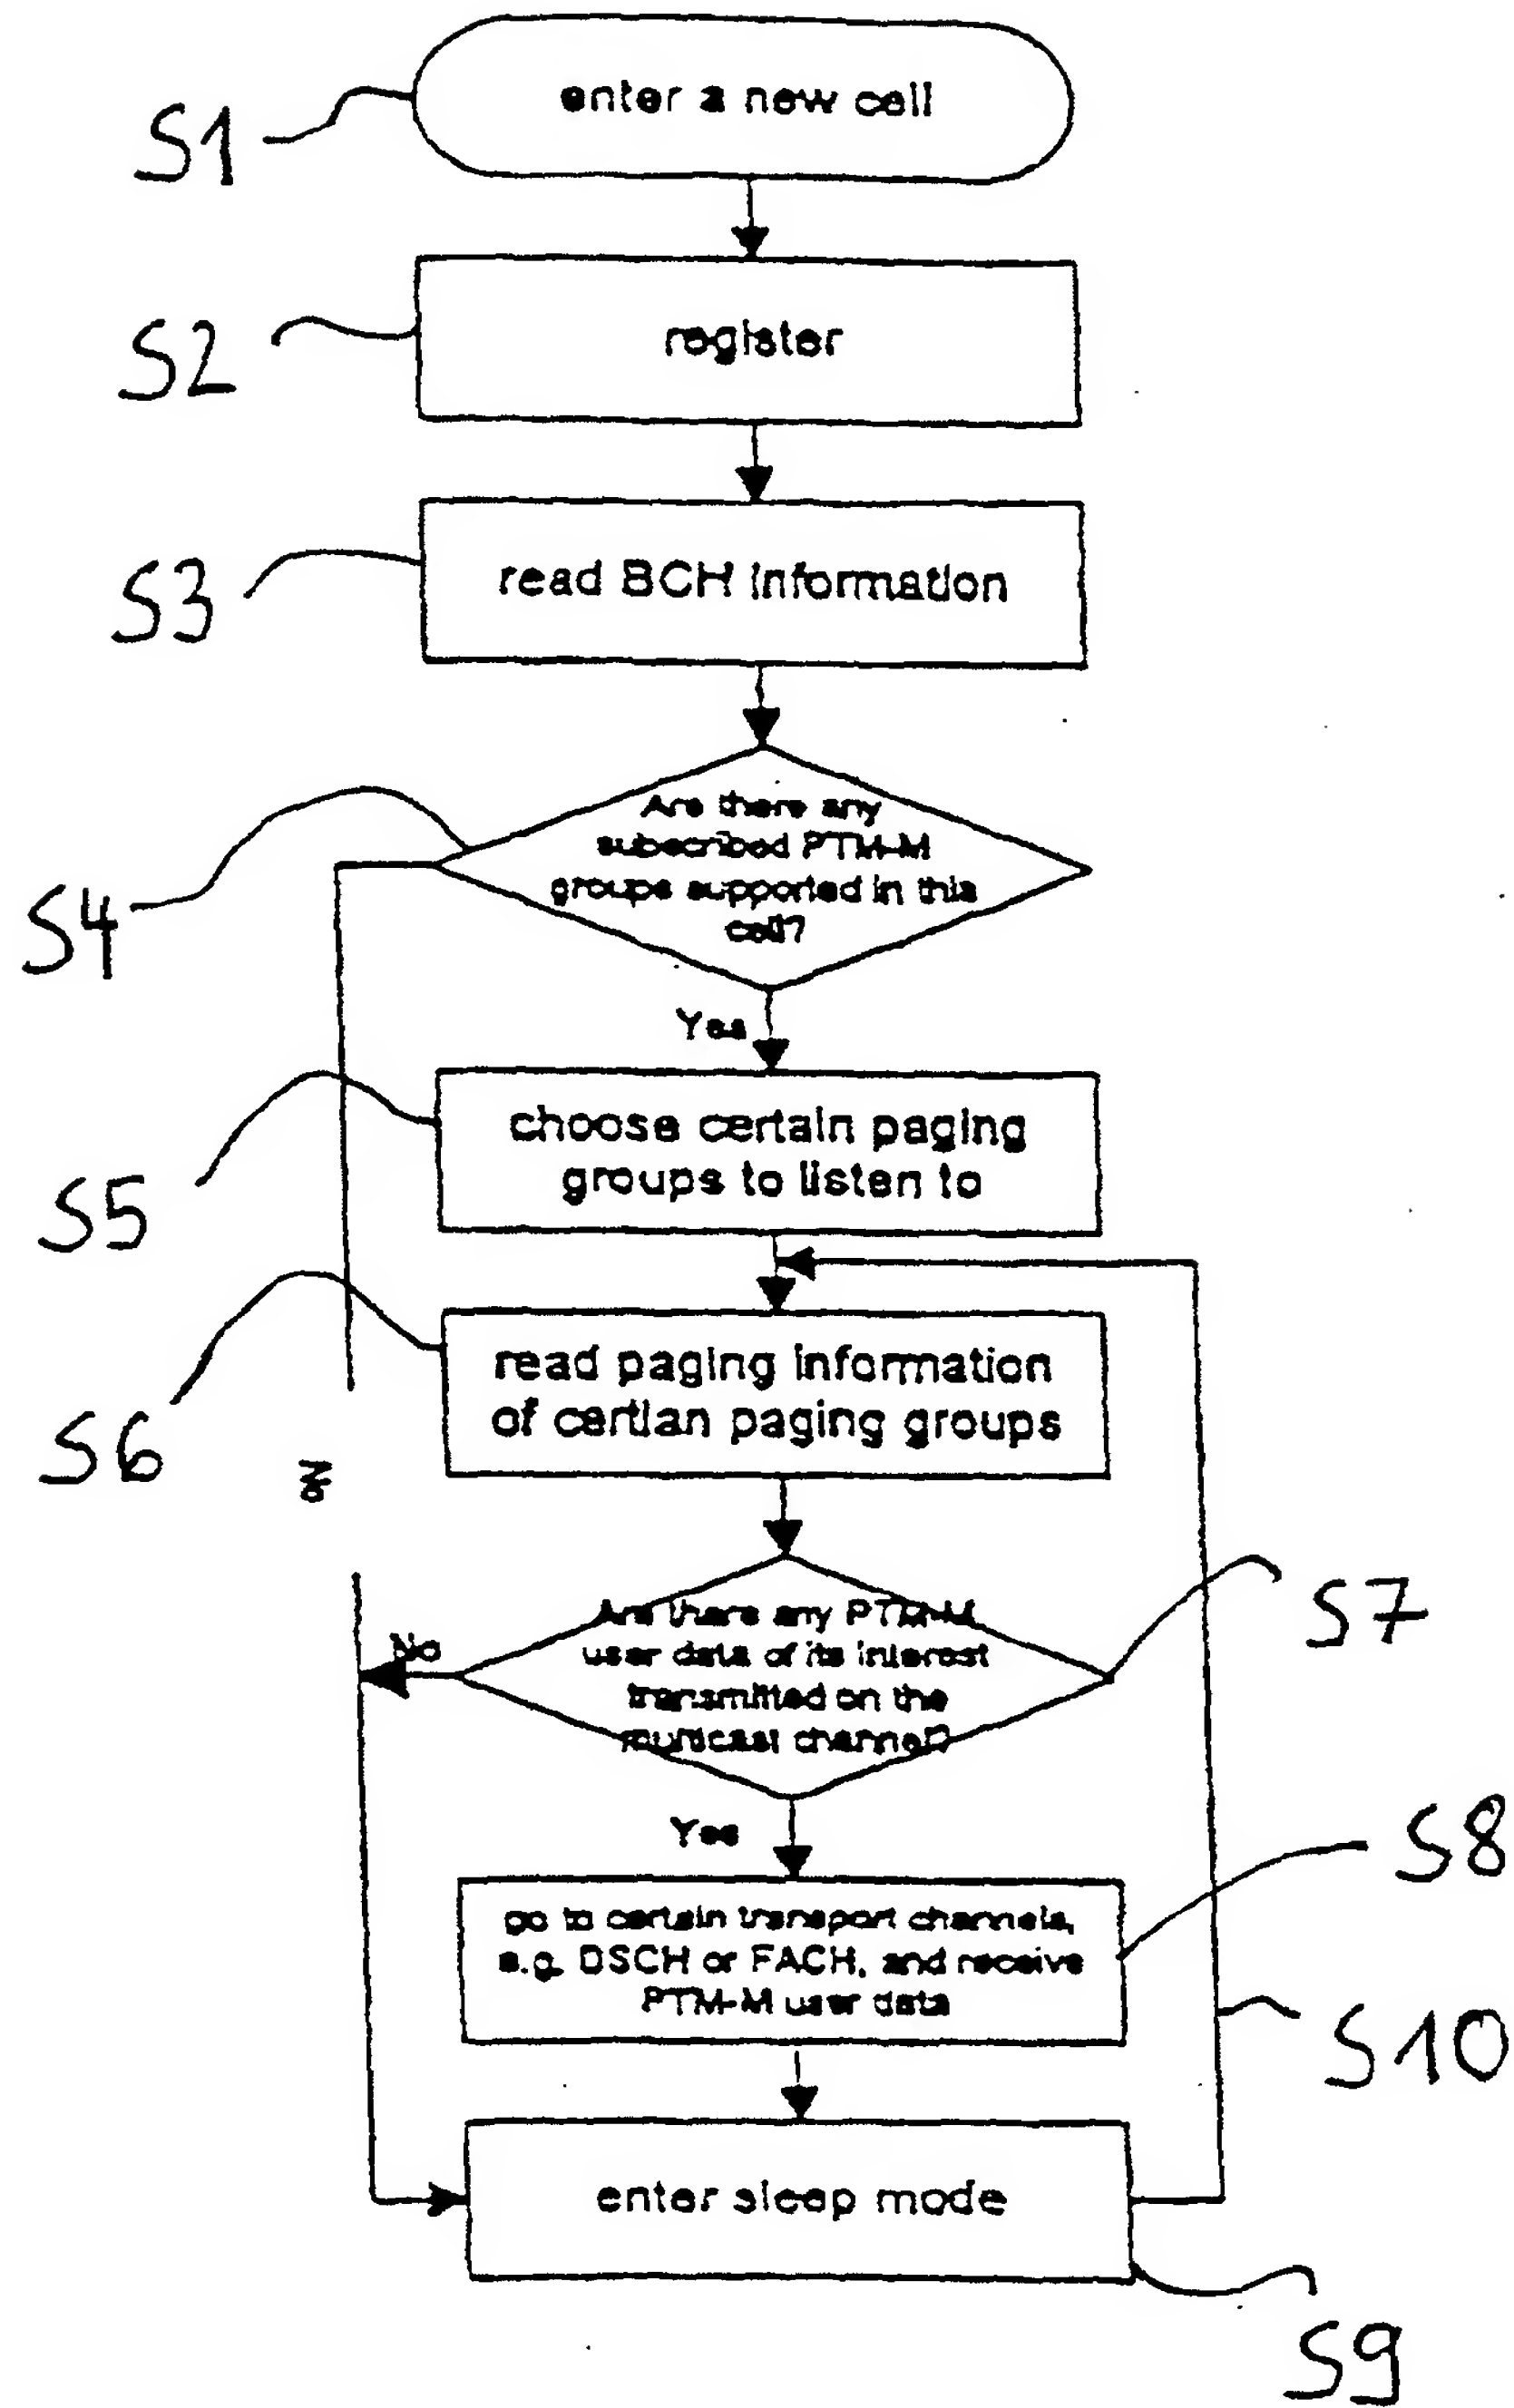 enter a new cell
S1
register
S2
read BCH information
S3
Are there any
subscribed PTM-M
groups supported in this
cell?
S4
Yes
choose certain paging
groups to listen to
S5
read paging information
of certian paging groups
S6
No
Are there any PTM-M
user data of its interest
transmitted on the
multicast channel?
S7
No
Yes
go to certain transport channels,
e.g. DSCH or FACH, and receive
PTM-M user data
S8
S10
enter sleep mode
S9